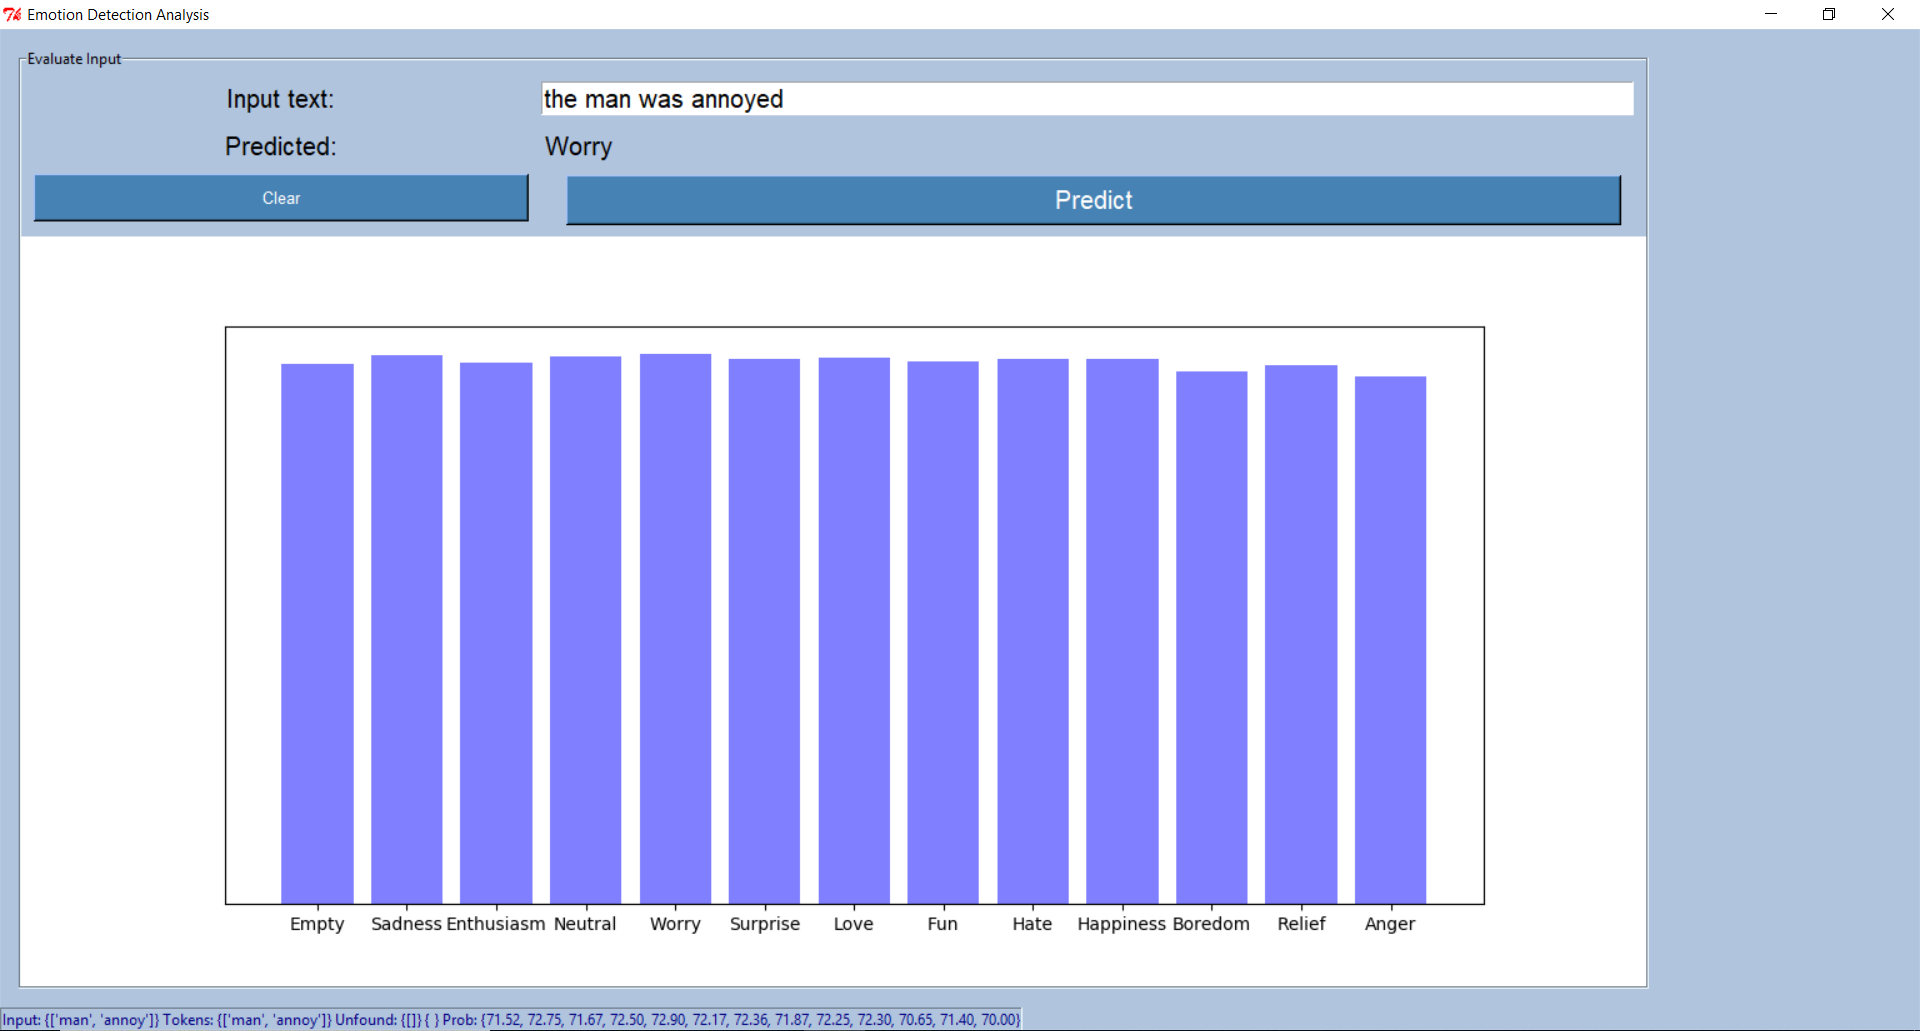 Emotion Detection Analysis
Evaluate Input
Input text: the man was annoyed
Predicted: Worry
Clear Predict
Empty Sadness Enthusiasm Neutral Worry Surprise Love Fun Hate Happiness Boredom Relief Anger
Input: {['man', 'annoy']} Tokens: {['man', 'annoy']} Unfound: {[]} { } Prob: {71.52, 72.75, 71.67, 72.50, 72.90, 72.17, 72.36, 71.87, 72.25, 72.30, 70.65, 71.40, 70.00}